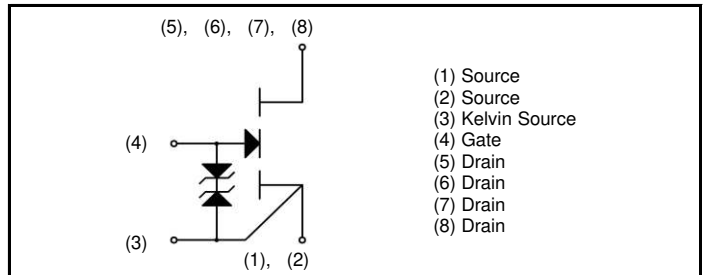 (5), (6), (7), (8)
(4)
(3)
(1), (2)
(1) Source
(2) Source
(3) Kelvin Source
(4) Gate
(5) Drain
(6) Drain
(7) Drain
(8) Drain